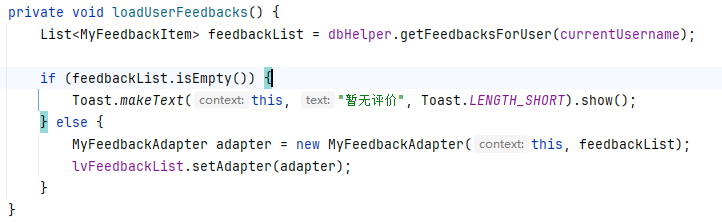 private void loadUserFeedbacks() {
    List<MyFeedbackItem> feedbackList = dbHelper.getFeedbacksForUser(currentUsername);

    if (feedbackList.isEmpty()) {
        Toast.makeText( context: this, text: "暂无评价", Toast.LENGTH_SHORT).show();
    } else {
        MyFeedbackAdapter adapter = new MyFeedbackAdapter( context: this, feedbackList);
        lvFeedbackList.setAdapter(adapter);
    }
}